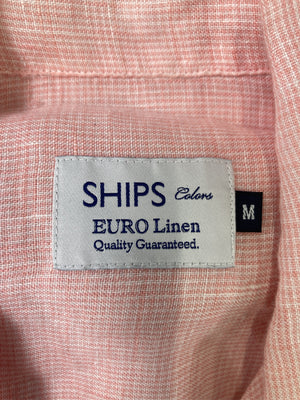 SHIPS Colors
M
EURO Linen
Quality Guaranteed.